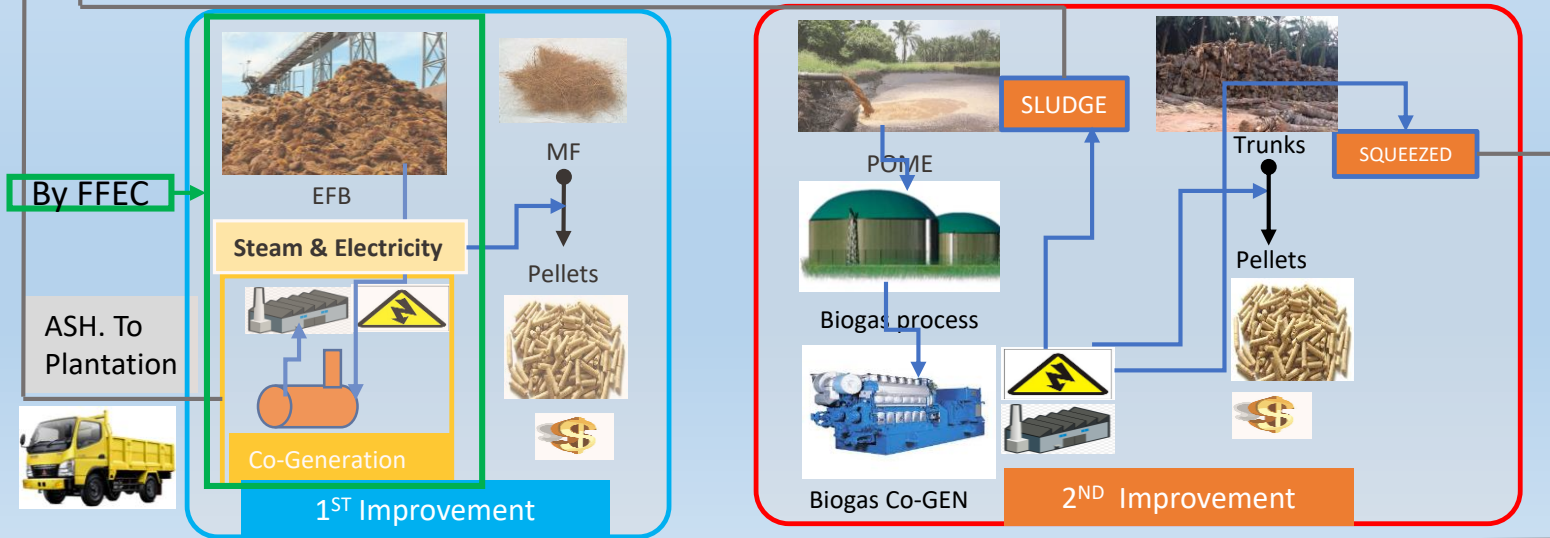 By FFEC
EFB
Steam & Electricity
MF
Pellets
ASH. To
Plantation
Co-Generation
1ST Improvement
POME
SLUDGE
Biogas process
Biogas Co-GEN
Trunks
SQUEEZED
Pellets
2ND Improvement